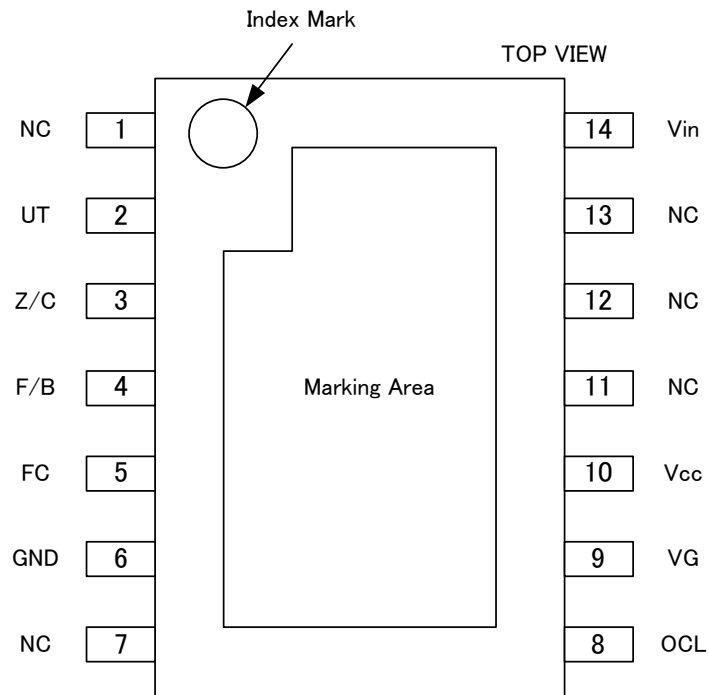 Index Mark
TOP VIEW
NC 1 14 Vin
UT 2 13 NC
Z/C 3 12 NC
F/B 4 Marking Area 11 NC
FC 5 10 Vcc
GND 6 9 VG
NC 7 8 OCL